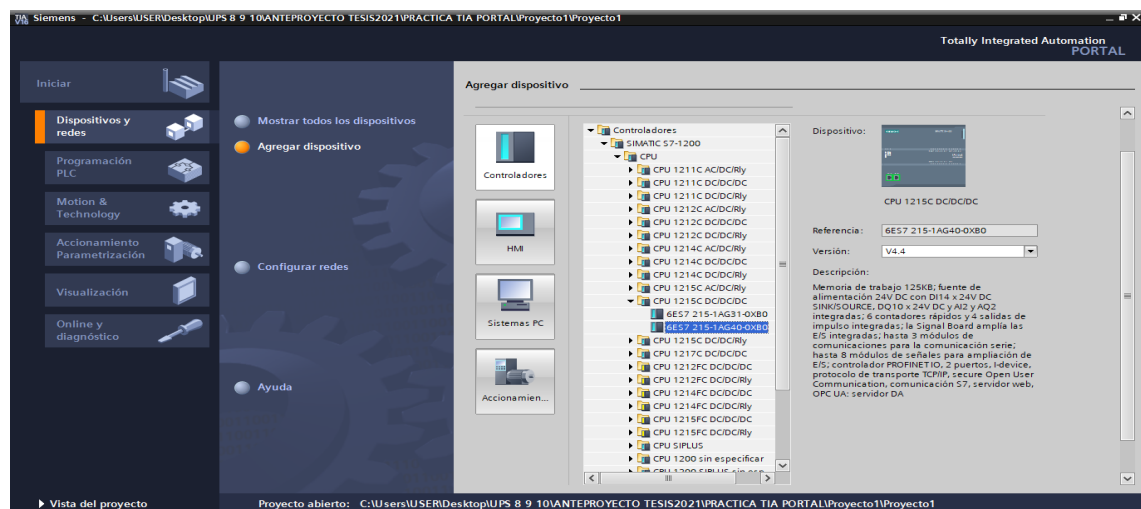 Siemens - C:\Users\USER\Desktop\UPS 8 9 10\ANTEPROYECTO TESIS2021\PRACTICA TIA PORTAL\Proyecto1\Proyecto1
Totally Integrated Automation
PORTAL
Iniciar
Dispositivos y
redes
Programación
PLC
Motion &
Technology
Accionamiento
Parametrización
Visualización
Online y
diagnóstico
Mostrar todos los dispositivos
Agregar dispositivo
Configurar redes
Ayuda
Agregar dispositivo
Controladores
HMI
Sistemas PC
Accionamien...
Controladores
SIMATIC S7-1200
CPU
CPU 1211C AC/DC/Rly
CPU 1211C DC/DC/DC
CPU 1211C DC/DC/Rly
CPU 1212C AC/DC/Rly
CPU 1212C DC/DC/DC
CPU 1212C DC/DC/Rly
CPU 1214C AC/DC/Rly
CPU 1214C DC/DC/DC
CPU 1214C DC/DC/Rly
CPU 1215C AC/DC/Rly
CPU 1215C DC/DC/DC
6ES7 215-1AG31-0XB0
6ES7 215-1AG40-0XB0
CPU 1215C DC/DC/Rly
CPU 1217C DC/DC/DC
CPU 1212FC DC/DC/DC
CPU 1212FC DC/DC/Rly
CPU 1214FC DC/DC/DC
CPU 1214FC DC/DC/Rly
CPU 1215FC DC/DC/DC
CPU 1215FC DC/DC/Rly
CPU SIPLUS
CPU 1200 sin especificar
Dispositivo:
CPU 1215C DC/DC/DC
Referencia: 6ES7 215-1AG40-0XB0
Versión: V4.4
Descripción:
Memoria de trabajo 125KB; fuente de
alimentación 24V DC con DI14 x 24V DC
SINK/SOURCE, DQ10 x 24V DC y AI2 y AQ2
integradas; 6 contadores rápidos y 4 salidas de
impulso integradas; la Signal Board amplía las
E/S integradas; hasta 3 módulos de
comunicaciones para la comunicación serie;
hasta 8 módulos de señales para ampliación de
E/S; controlador PROFINET IO, 2 puertos, I-device,
protocolo de transporte TCP/IP, secure Open User
Communication, comunicación S7, servidor web,
OPC UA: servidor DA
Vista del proyecto
Proyecto abierto: C:\Users\USER\Desktop\UPS 8 9 10\ANTEPROYECTO TESIS2021\PRACTICA TIA PORTAL\Proyecto1\Proyecto1